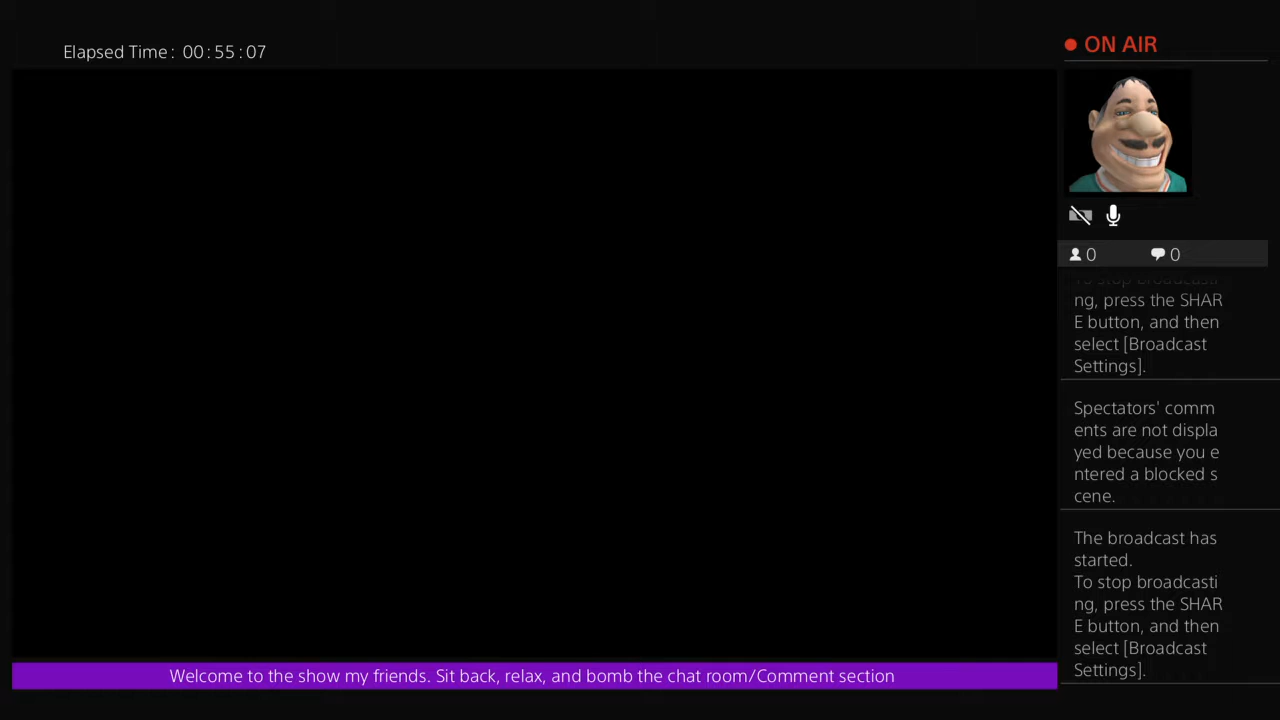 Elapsed Time: 00:55:07
ON AIR
0 0
To stop broadcasti
ng, press the SHAR
E button, and then
select [Broadcast
Settings].
Spectators' comm
ents are not displa
yed because you e
ntered a blocked s
cene.
The broadcast has
started.
To stop broadcasti
ng, press the SHAR
E button, and then
select [Broadcast
Settings].
Welcome to the show my friends. Sit back, relax, and bomb the chat room/Comment section